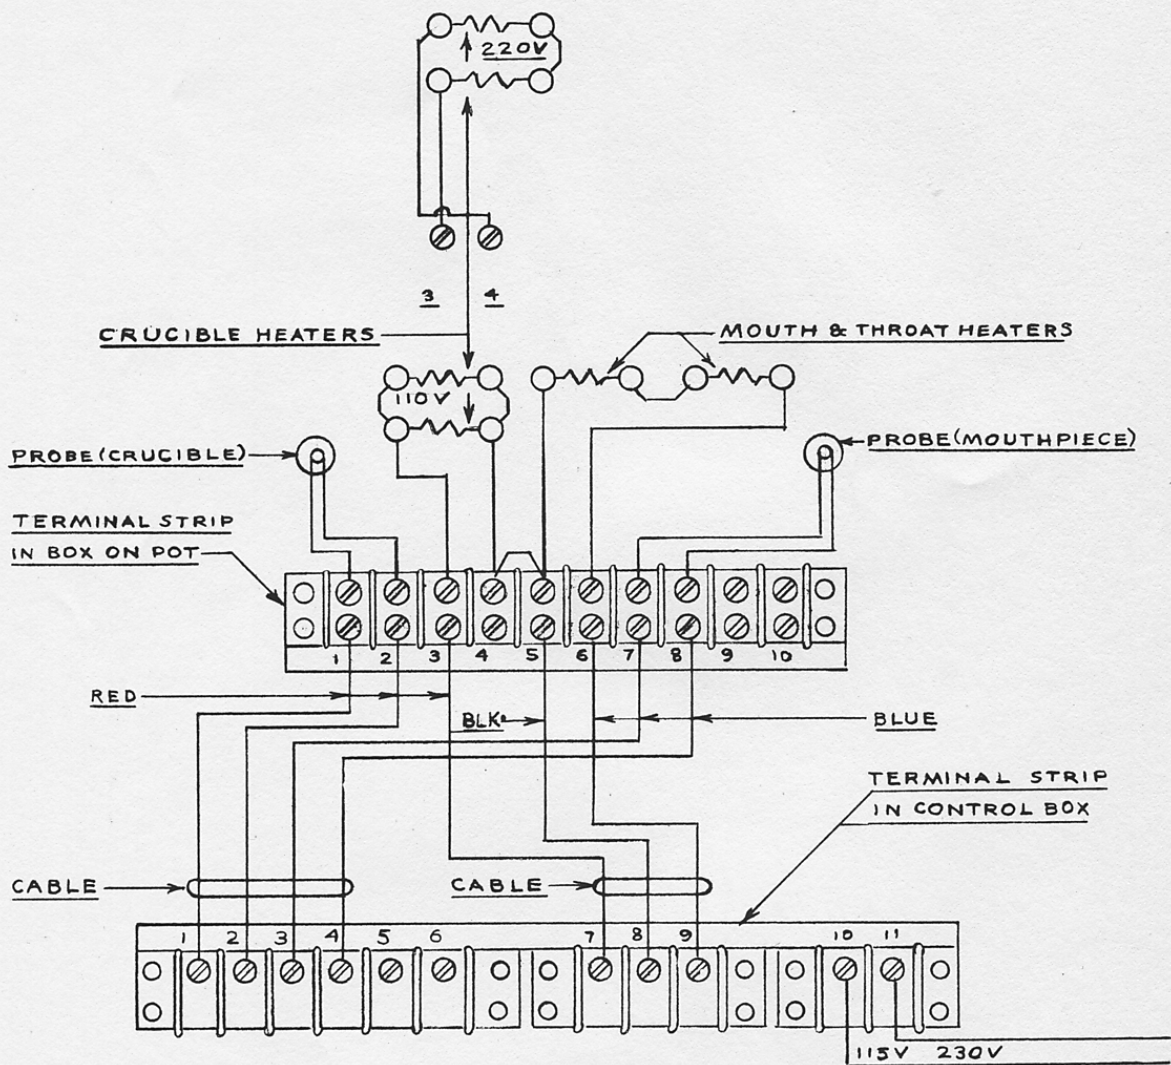 220V
3 4
CRUCIBLE HEATERS
MOUTH & THROAT HEATERS
110V
PROBE (CRUCIBLE)
PROBE (MOUTHPIECE)
TERMINAL STRIP
IN BOX ON POT
1 2 3 4 5 6 7 8 9 10
RED
BLK.
BLUE
TERMINAL STRIP
IN CONTROL BOX
CABLE
CABLE
1 2 3 4 5 6 7 8 9 10 11
115V 230V